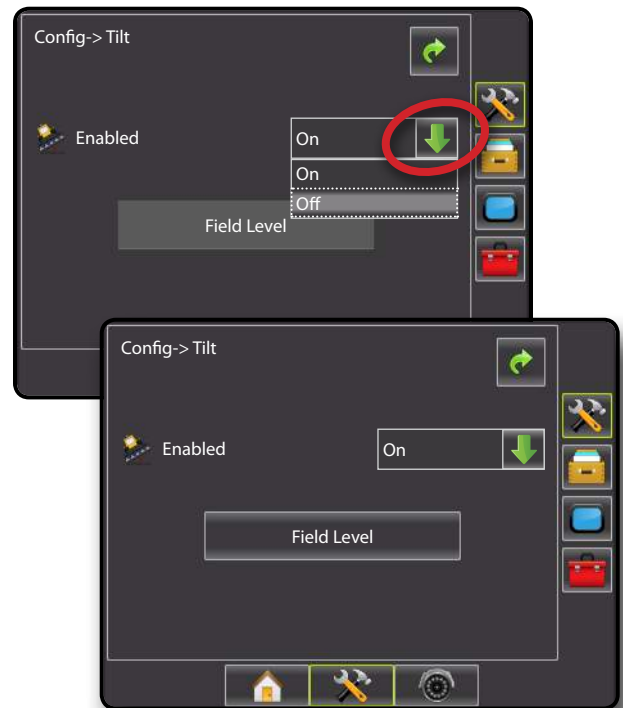 Config-> Tilt
Enabled
On
On
Off
Field Level
Config-> Tilt
Enabled
On
Field Level